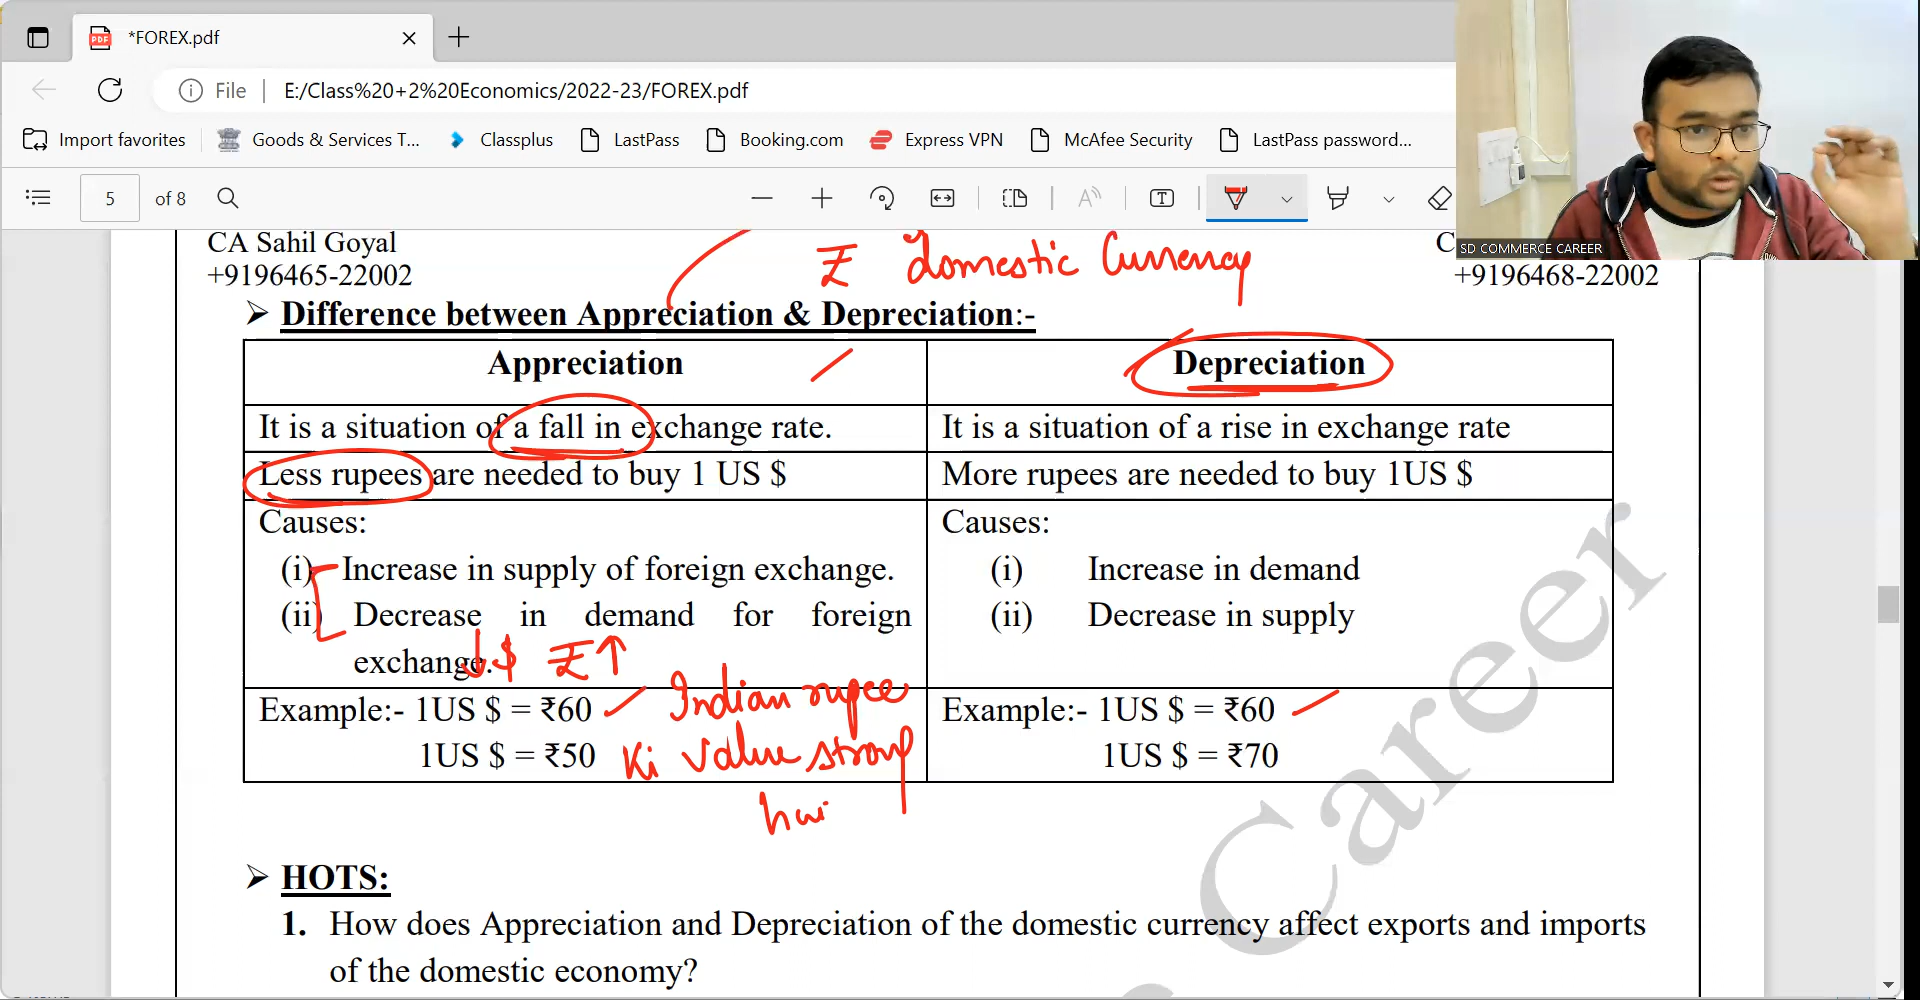 *FOREX.pdf
File
E:/Class%20+2%20Economics/2022-23/FOREX.pdf
Import favorites
Goods & Services T...
Classplus
LastPass
Booking.com
Express VPN
McAfee Security
LastPass password...
5
of 8
SD COMMERCE CAREER
CA Sahil Goyal
C
+9196465-22002
+9196468-22002
₹ Domestic Currency
➢ Difference between Appreciation & Depreciation:-
Appreciation
Depreciation
It is a situation of a fall in exchange rate.
It is a situation of a rise in exchange rate
Less rupees are needed to buy 1 US $
More rupees are needed to buy 1US $
Causes:
(i) Increase in supply of foreign exchange.
(ii) Decrease in demand for foreign
exchange.
↓$ ₹↑
Causes:
(i) Increase in demand
(ii) Decrease in supply
Example:- 1US $ = ₹60
1US $ = ₹50
Indian rupee
Ki value strong
hui
Example:- 1US $ = ₹60
1US $ = ₹70
➢ HOTS:
1. How does Appreciation and Depreciation of the domestic currency affect exports and imports
of the domestic economy?
Career